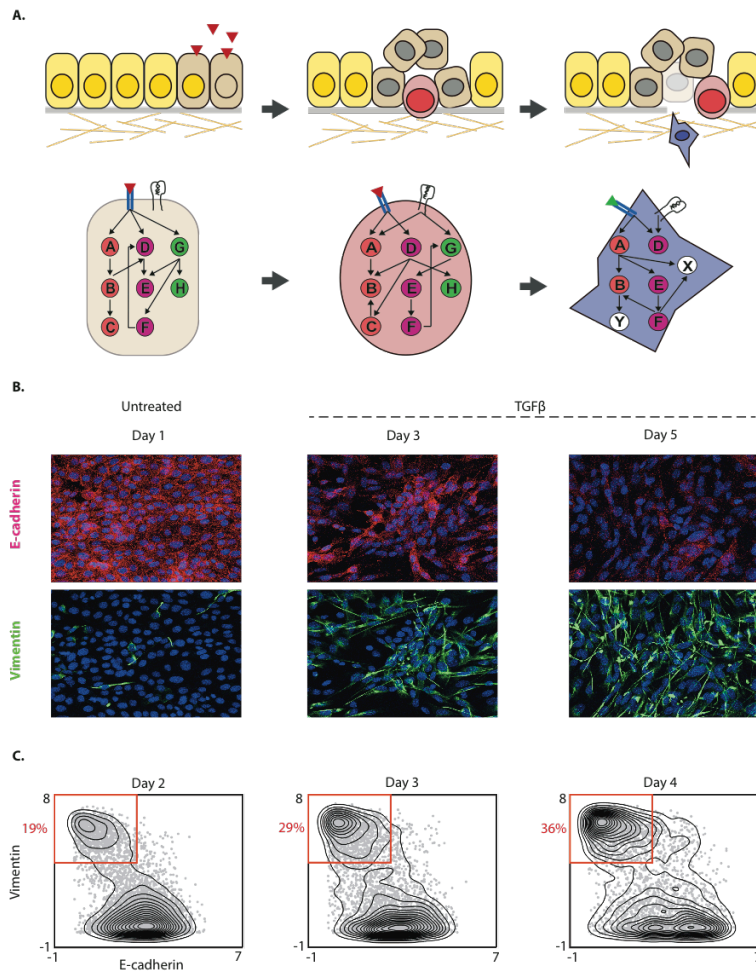 A.
A D G
B E H
C F
A D G
B E H
C F
A D
X
B E
Y F
B.
Untreated
TGFβ
Day 1
Day 3
Day 5
E-cadherin
Vimentin
C.
Day 2
Day 3
Day 4
8
8
8
19%
29%
36%
Vimentin
-1
-1
-1
-1
7
-1
7
-1
7
E-cadherin